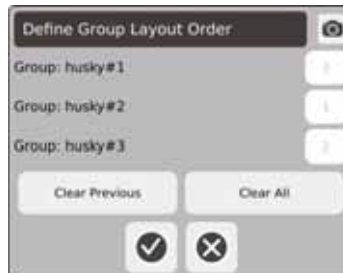 Define Group Layout Order
Group: husky#1
Group: husky#2
Group: husky#3
Clear Previous
Clear All